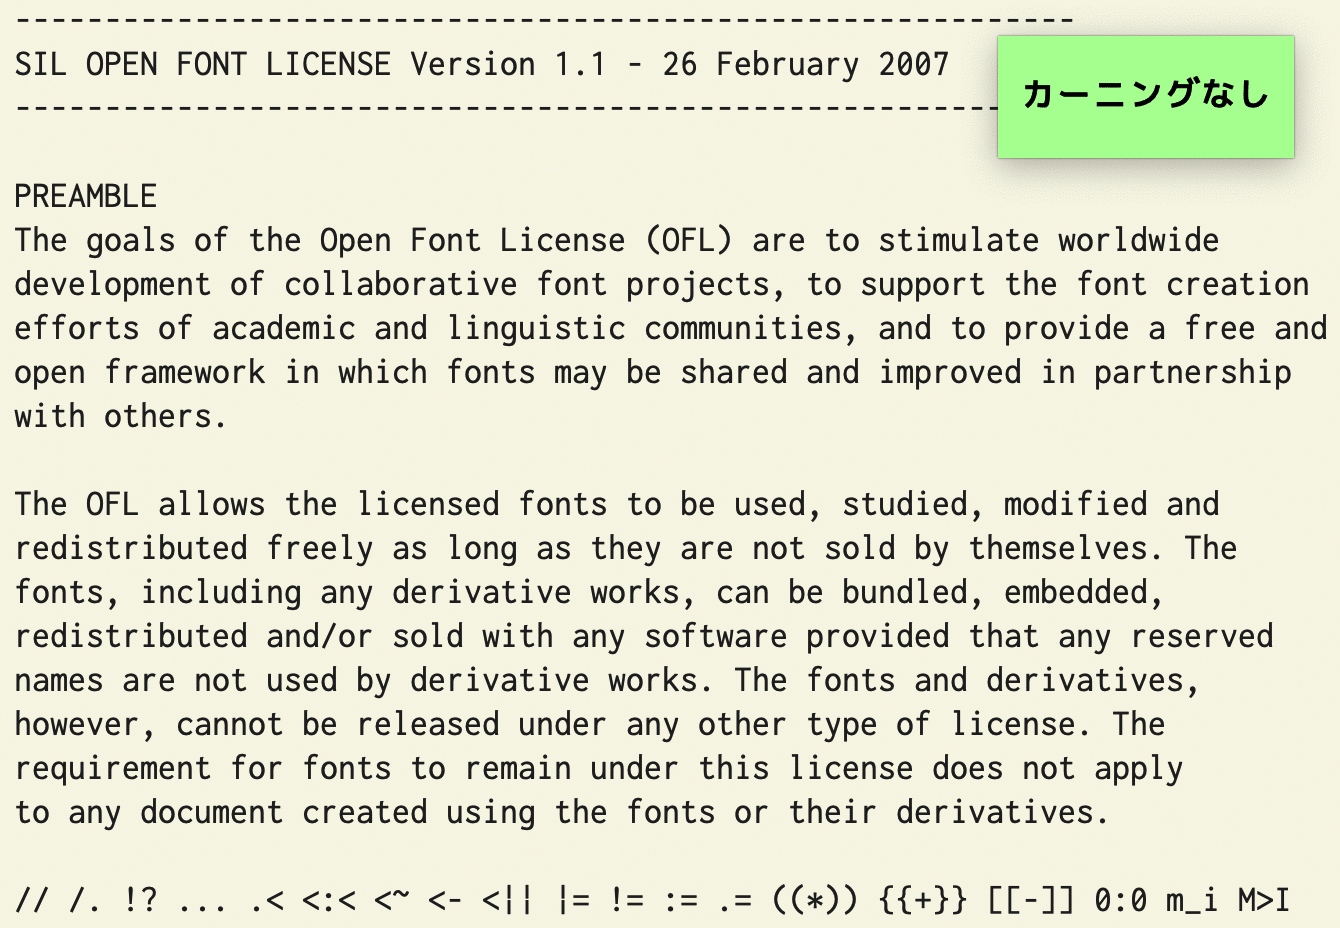 -----------------------------------------------------------
SIL OPEN FONT LICENSE Version 1.1 - 26 February 2007
-------------------------------------------------------
カーニングなし
PREAMBLE
The goals of the Open Font License (OFL) are to stimulate worldwide
development of collaborative font projects, to support the font creation
efforts of academic and linguistic communities, and to provide a free and
open framework in which fonts may be shared and improved in partnership
with others.

The OFL allows the licensed fonts to be used, studied, modified and
redistributed freely as long as they are not sold by themselves. The
fonts, including any derivative works, can be bundled, embedded,
redistributed and/or sold with any software provided that any reserved
names are not used by derivative works. The fonts and derivatives,
however, cannot be released under any other type of license. The
requirement for fonts to remain under this license does not apply
to any document created using the fonts or their derivatives.

// /. !? ... .< <:< <~ <- <|| |= != := .= ((*)) {{+}} [[-]] 0:0 m_i M>I